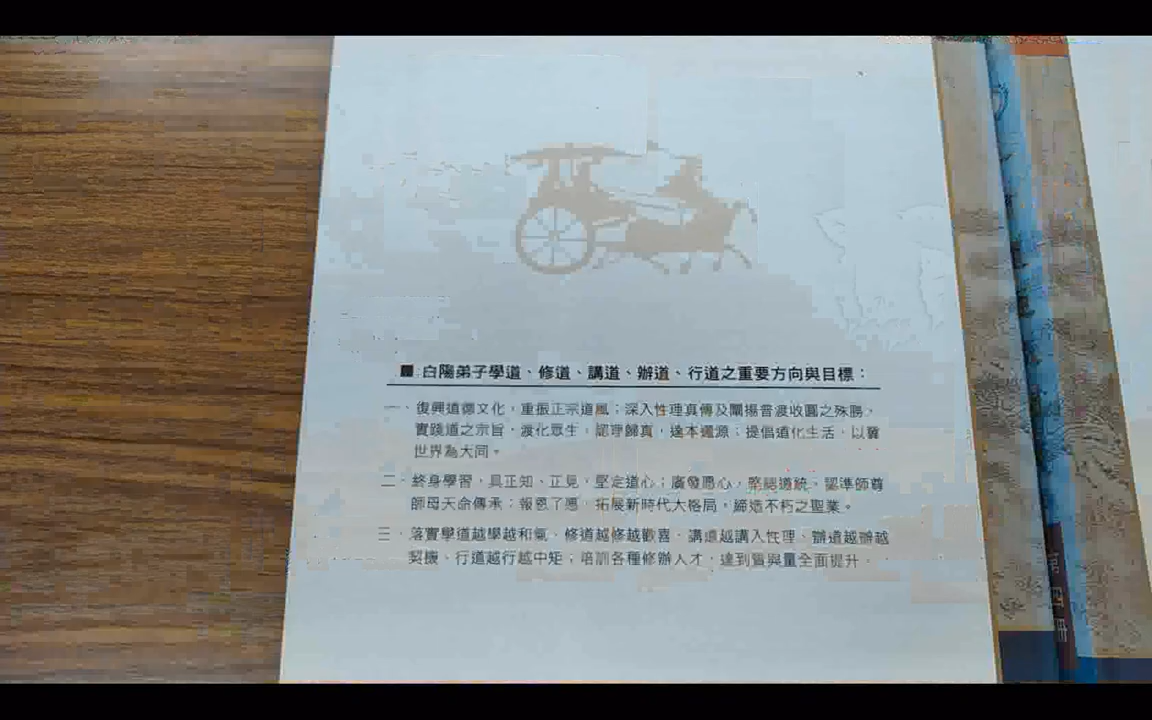 ■ 白陽弟子學道、修道、講道、辦道、行道之重要方向與目標：
一、復興道德文化，重振正宗道風；深入性理真傳及闡揚普渡收圓之殊勝，
實踐道之宗旨，渡化眾生，認理歸真，達本還源；提倡道化生活，以冀
世界為大同。
二、終身學習，具正知、正見，堅定道心；廣發愿心，緊跟道統，認準師尊
師母天命傳承；報恩了愿，拓展新時代大格局，締造不朽之聖業。
三、落實學道越學越和氣、修道越修越歡喜、講道越講入性理、辦道越辦越
契機、行道越行越中矩；培訓各種修辦人才，達到質與量全面提升。